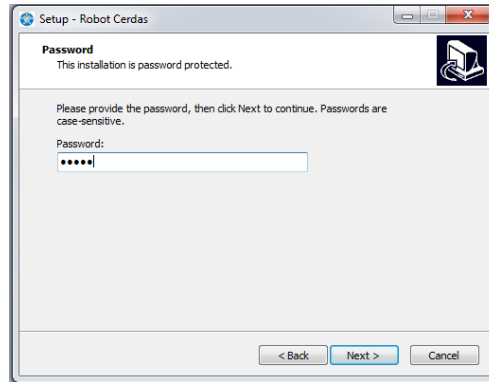 Setup - Robot Cerdas
Password
This installation is password protected.
Please provide the password, then click Next to continue. Passwords are
case-sensitive.
Password:
•••••
< Back
Next >
Cancel